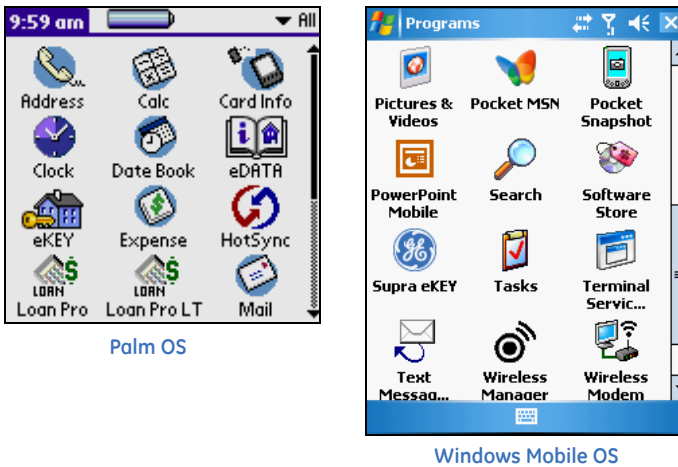 9:59 am
All
Address Calc Card Info
Clock Date Book eDATA
eKEY Expense HotSync
LOAN LOAN
Loan Pro Loan Pro LT Mail
Palm OS
Programs
Pictures & Pocket MSN Pocket
Videos Snapshot
PowerPoint Search Software
Mobile Store
Supra eKEY Tasks Terminal
Servic...
Text Wireless Wireless
Messag... Manager Modem
Windows Mobile OS